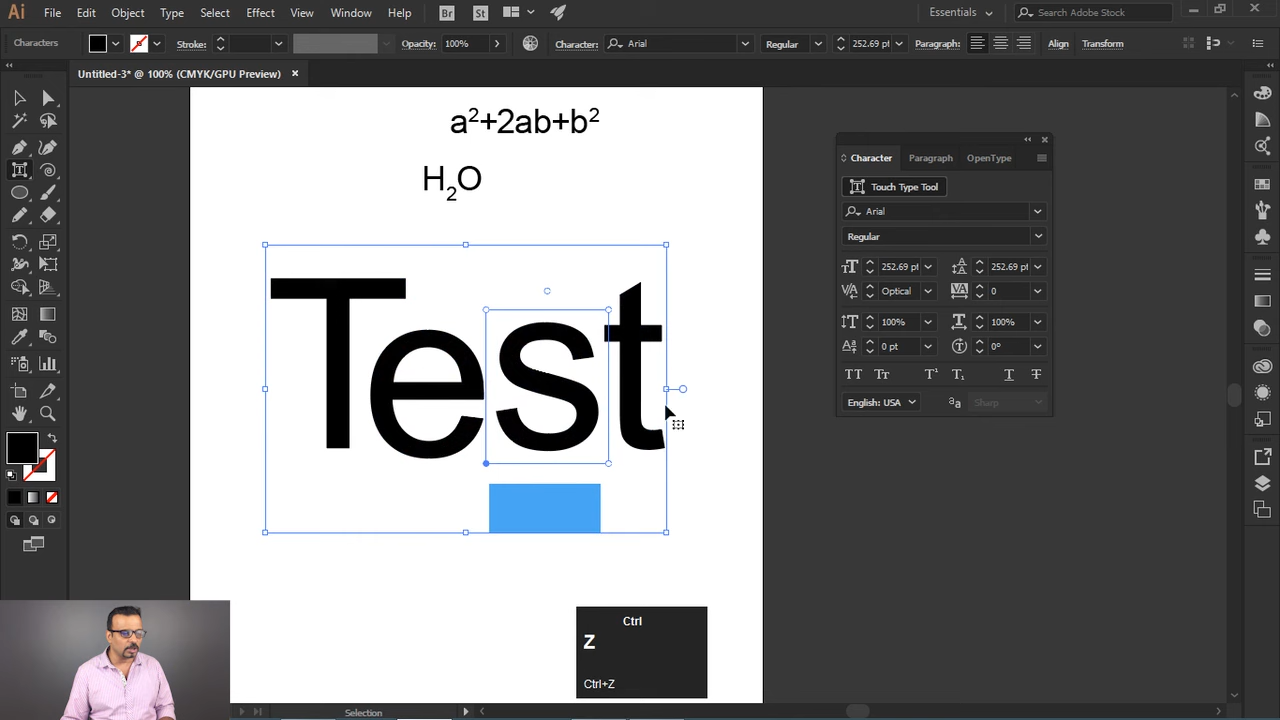 Ai File Edit Object Type Select Effect View Window Help Br St Essentials Search Adobe Stock
Characters Stroke: Opacity: 100% Character: Arial Regular 252.69 pt Paragraph: Align Transform
Untitled-3* @ 100% (CMYK/GPU Preview)
a²+2ab+b²
H₂O
Test
Character Paragraph OpenType
Touch Type Tool
Arial
Regular
252.69 pt 252.69 pt
Optical 0
100% 100%
0 pt 0°
English: USA Sharp
Ctrl
Z
Ctrl+Z
Selection